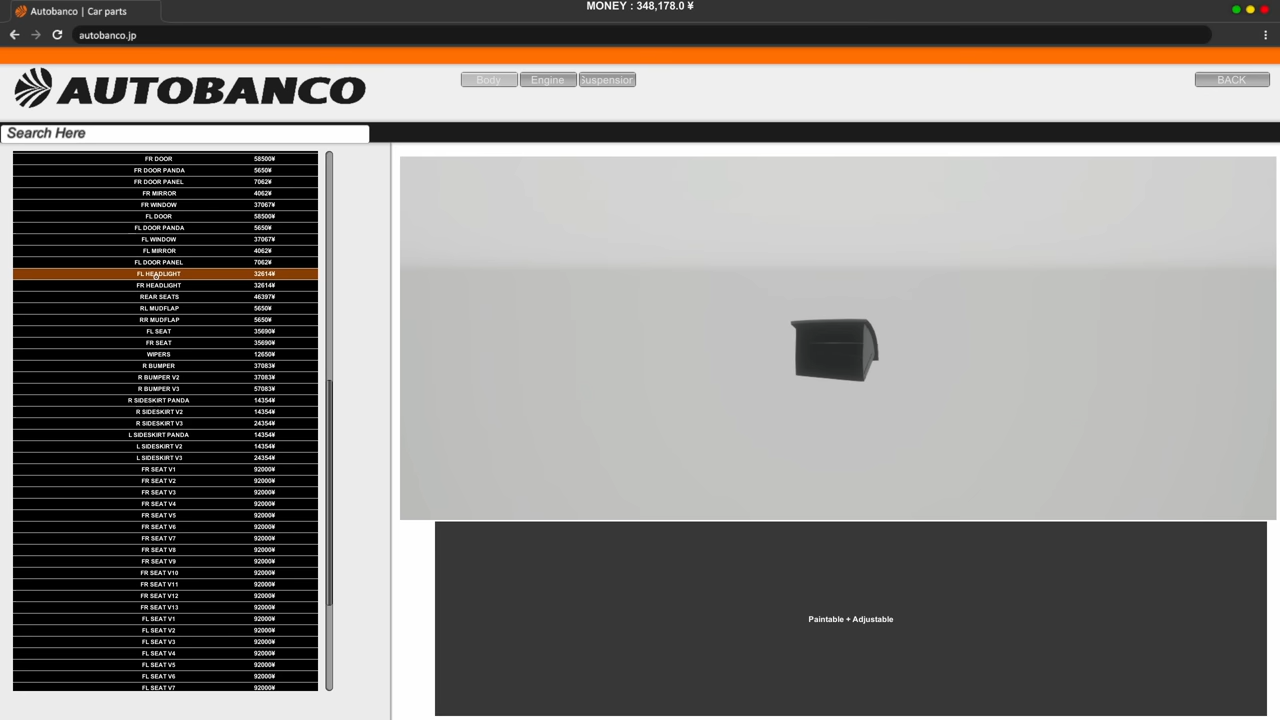 MONEY : 348,178.0 ¥
Autobanco | Car parts
autobanco.jp
AUTOBANCO
Body Engine Suspension BACK
Search Here
FR DOOR 58500¥
FR DOOR PANDA 5650¥
FR DOOR PANEL 7062¥
FR MIRROR 4062¥
FR WINDOW 37067¥
FL DOOR 58500¥
FL DOOR PANDA 5650¥
FL WINDOW 37067¥
FL MIRROR 4062¥
FL DOOR PANEL 7062¥
FL HEADLIGHT 32614¥
FR HEADLIGHT 32614¥
REAR SEATS 46397¥
RL MUDFLAP 5650¥
RR MUDFLAP 5650¥
FL SEAT 35690¥
FR SEAT 35690¥
WIPERS 12650¥
R BUMPER 37083¥
R BUMPER V2 37083¥
R BUMPER V3 57083¥
R SIDESKIRT PANDA 14354¥
R SIDESKIRT V2 14354¥
R SIDESKIRT V3 24354¥
L SIDESKIRT PANDA 14354¥
L SIDESKIRT V2 14354¥
L SIDESKIRT V3 24354¥
FR SEAT V1 92000¥
FR SEAT V2 92000¥
FR SEAT V3 92000¥
FR SEAT V4 92000¥
FR SEAT V5 92000¥
FR SEAT V6 92000¥
FR SEAT V7 92000¥
FR SEAT V8 92000¥
FR SEAT V9 92000¥
FR SEAT V10 92000¥
FR SEAT V11 92000¥
FR SEAT V12 92000¥
FR SEAT V13 92000¥
FL SEAT V1 92000¥
FL SEAT V2 92000¥
FL SEAT V3 92000¥
FL SEAT V4 92000¥
FL SEAT V5 92000¥
FL SEAT V6 92000¥
FL SEAT V7 92000¥
Paintable + Adjustable